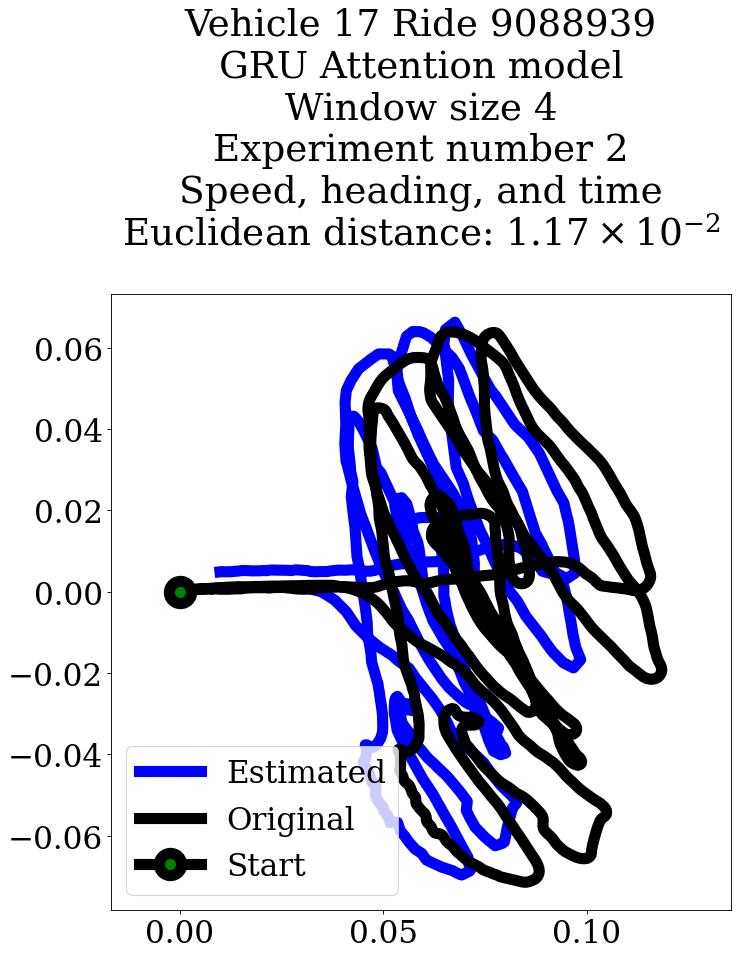 Vehicle 17 Ride 9088939
GRU Attention model
Window size 4
Experiment number 2
Speed, heading, and time
Euclidean distance: 1.17 × 10⁻²
0.06
0.04
0.02
0.00
−0.02
−0.04
−0.06
Estimated
Original
Start
0.00 0.05 0.10